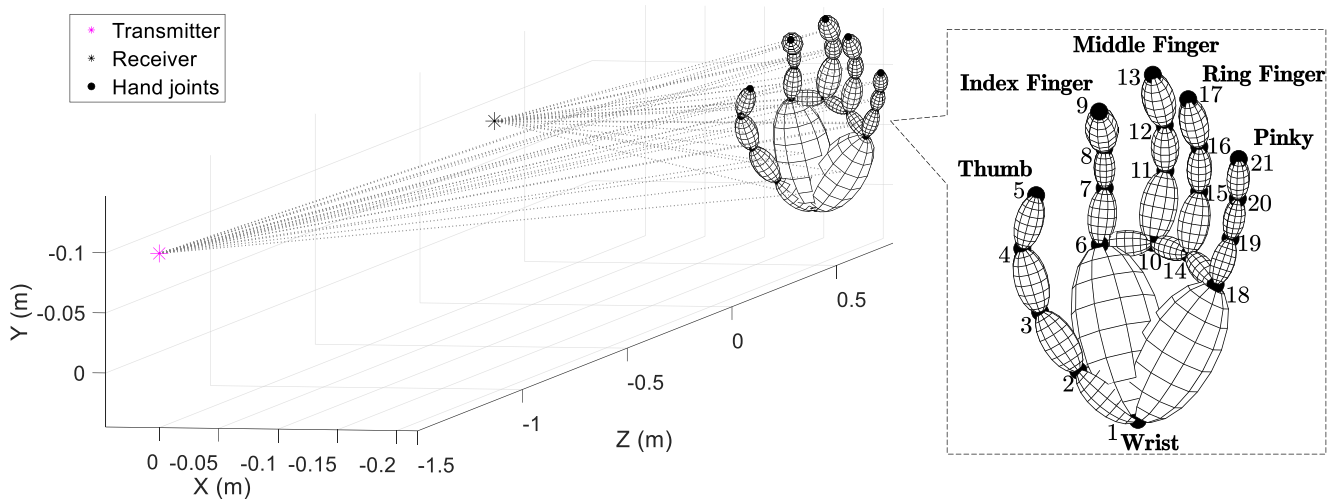 Transmitter
Receiver
Hand joints
-0.1
-0.05
0
Y (m)
0 -0.05 -0.1 -0.15 -0.2 -1.5
X (m)
-1
-0.5
0
0.5
Z (m)
Middle Finger
Index Finger
Ring Finger
Pinky
Thumb
Wrist
13
17
9
12
16
8
21
11
7
15
5
20
6
19
4
10
14
18
3
2
1